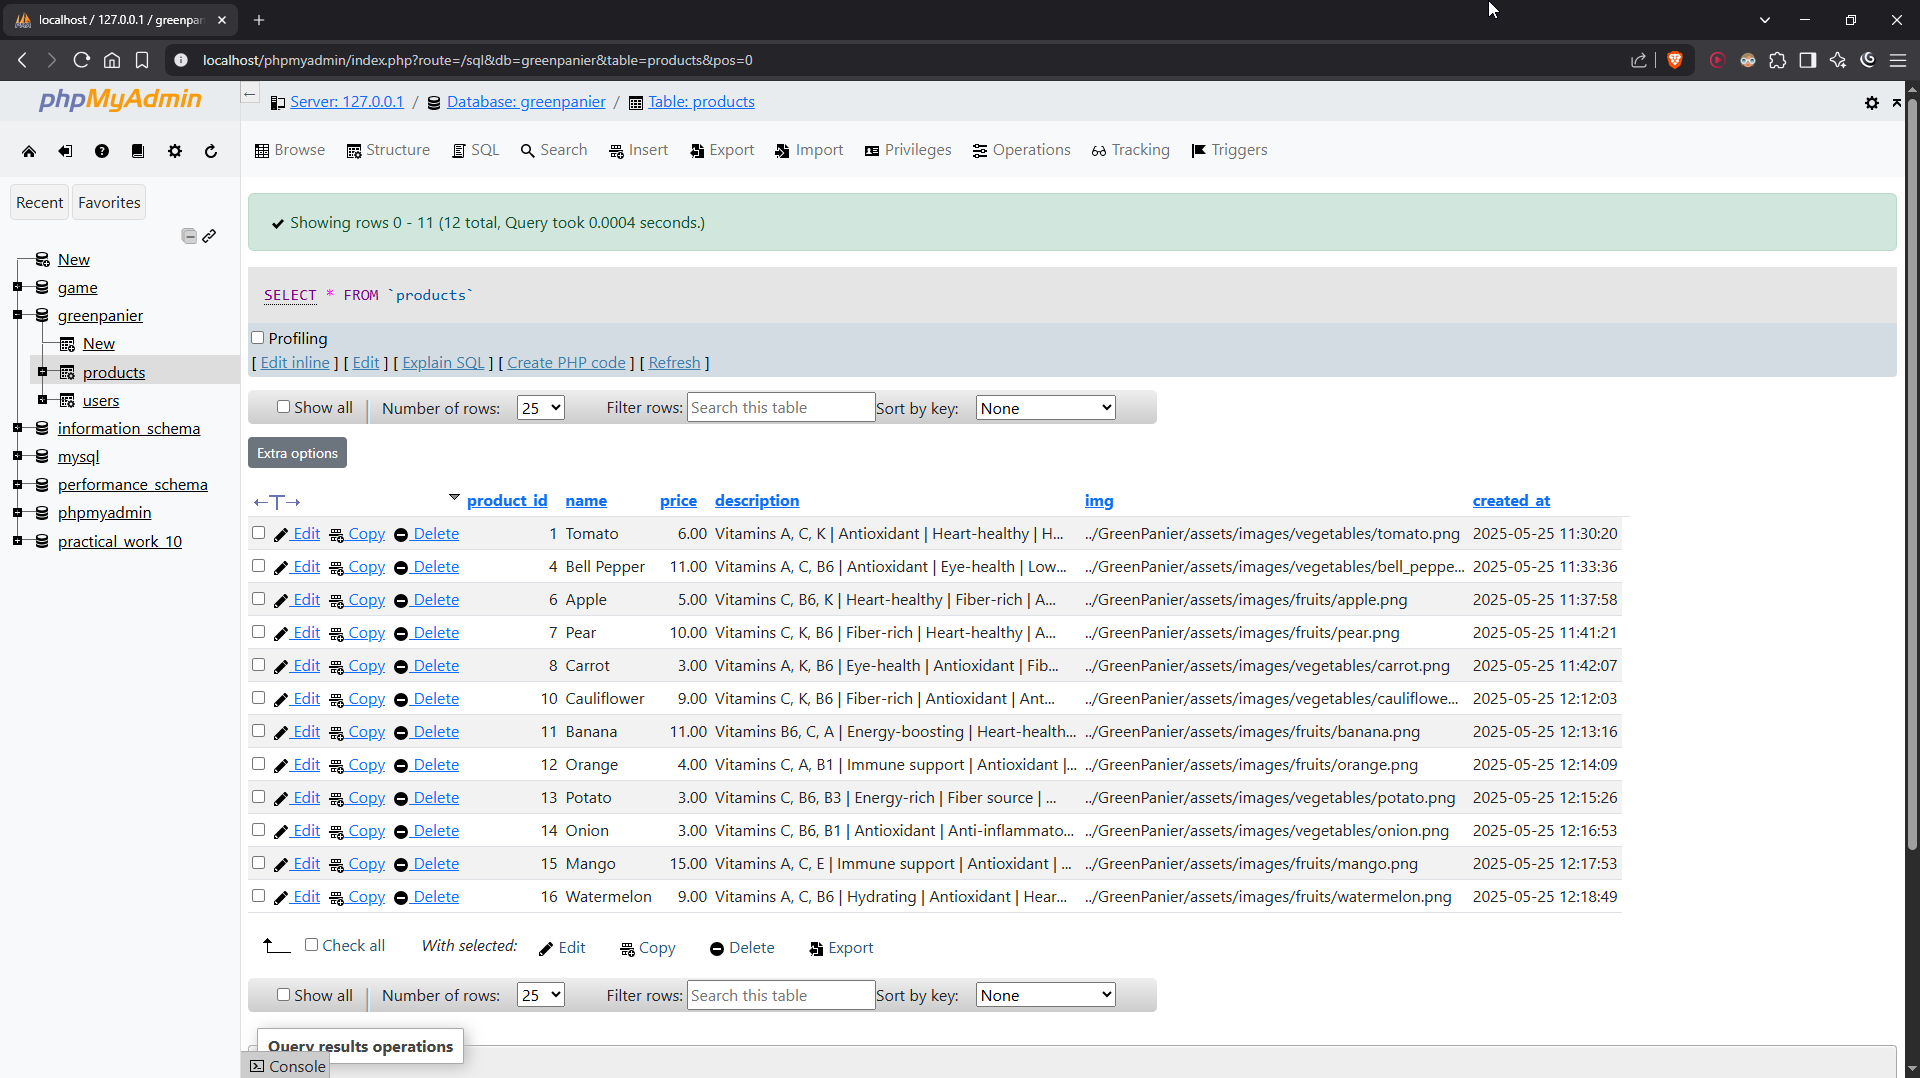 localhost / 127.0.0.1 / greenpan
localhost/phpmyadmin/index.php?route=/sql&db=greenpanier&table=products&pos=0
phpMyAdmin
Server: 127.0.0.1 / Database: greenpanier / Table: products
Browse Structure SQL Search Insert Export Import Privileges Operations Tracking Triggers
Recent Favorites
New
game
greenpanier
New
products
users
information_schema
mysql
performance_schema
phpmyadmin
practical_work_10
Showing rows 0 - 11 (12 total, Query took 0.0004 seconds.)
SELECT * FROM `products`
Profiling
[ Edit inline ] [ Edit ] [ Explain SQL ] [ Create PHP code ] [ Refresh ]
Show all Number of rows: 25 Filter rows: Search this table Sort by key: None
Extra options
←T→ product_id name price description img created_at
Edit Copy Delete 1 Tomato 6.00 Vitamins A, C, K | Antioxidant | Heart-healthy | H... ../GreenPanier/assets/images/vegetables/tomato.png 2025-05-25 11:30:20
Edit Copy Delete 4 Bell Pepper 11.00 Vitamins A, C, B6 | Antioxidant | Eye-health | Low... ../GreenPanier/assets/images/vegetables/bell_peppe... 2025-05-25 11:33:36
Edit Copy Delete 6 Apple 5.00 Vitamins C, B6, K | Heart-healthy | Fiber-rich | A... ../GreenPanier/assets/images/fruits/apple.png 2025-05-25 11:37:58
Edit Copy Delete 7 Pear 10.00 Vitamins C, K, B6 | Fiber-rich | Heart-healthy | A... ../GreenPanier/assets/images/fruits/pear.png 2025-05-25 11:41:21
Edit Copy Delete 8 Carrot 3.00 Vitamins A, K, B6 | Eye-health | Antioxidant | Fib... ../GreenPanier/assets/images/vegetables/carrot.png 2025-05-25 11:42:07
Edit Copy Delete 10 Cauliflower 9.00 Vitamins C, K, B6 | Fiber-rich | Antioxidant | Ant... ../GreenPanier/assets/images/vegetables/cauliflowe... 2025-05-25 12:12:03
Edit Copy Delete 11 Banana 11.00 Vitamins B6, C, A | Energy-boosting | Heart-health... ../GreenPanier/assets/images/fruits/banana.png 2025-05-25 12:13:16
Edit Copy Delete 12 Orange 4.00 Vitamins C, A, B1 | Immune support | Antioxidant |... ../GreenPanier/assets/images/fruits/orange.png 2025-05-25 12:14:09
Edit Copy Delete 13 Potato 3.00 Vitamins C, B6, B3 | Energy-rich | Fiber source | ... ../GreenPanier/assets/images/vegetables/potato.png 2025-05-25 12:15:26
Edit Copy Delete 14 Onion 3.00 Vitamins C, B6, B1 | Antioxidant | Anti-inflammato... ../GreenPanier/assets/images/vegetables/onion.png 2025-05-25 12:16:53
Edit Copy Delete 15 Mango 15.00 Vitamins A, C, E | Immune support | Antioxidant | ... ../GreenPanier/assets/images/fruits/mango.png 2025-05-25 12:17:53
Edit Copy Delete 16 Watermelon 9.00 Vitamins A, C, B6 | Hydrating | Antioxidant | Hear... ../GreenPanier/assets/images/fruits/watermelon.png 2025-05-25 12:18:49
Check all With selected: Edit Copy Delete Export
Show all Number of rows: 25 Filter rows: Search this table Sort by key: None
Query results operations
Console